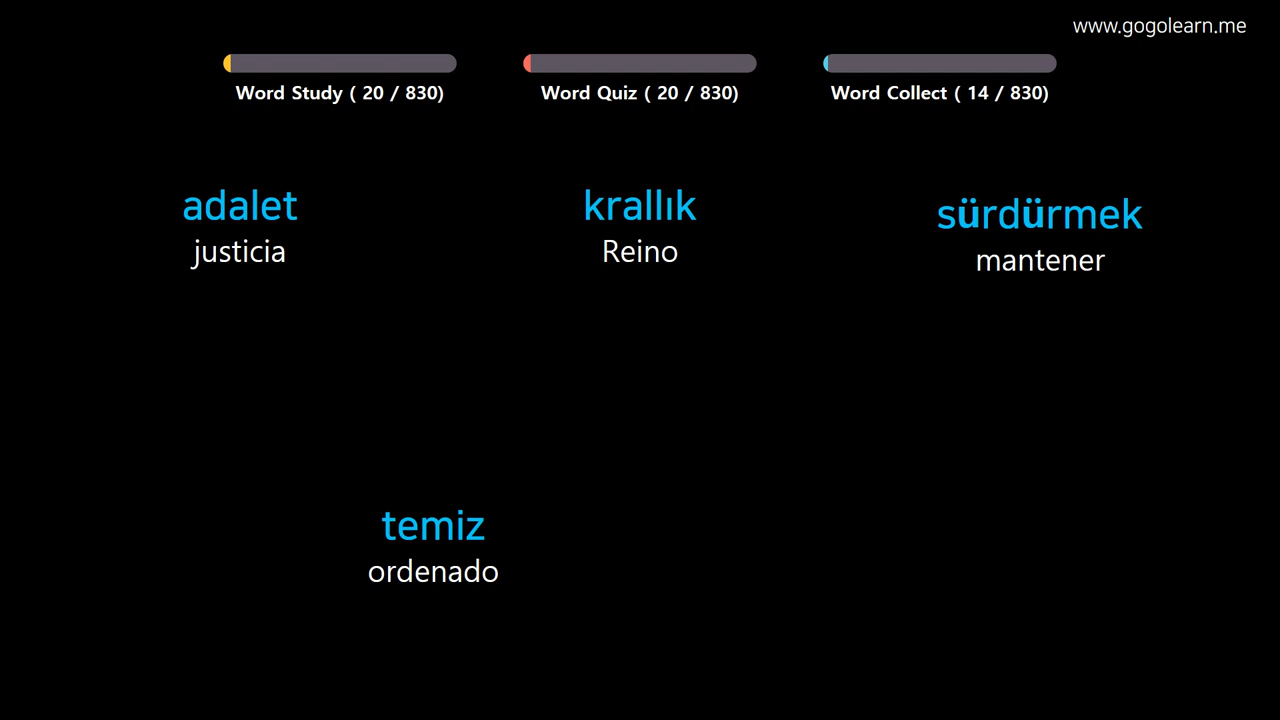 www.gogolearn.me
Word Study ( 20 / 830)
Word Quiz ( 20 / 830)
Word Collect ( 14 / 830)
adalet
justicia
krallık
Reino
sürdürmek
mantener
temiz
ordenado